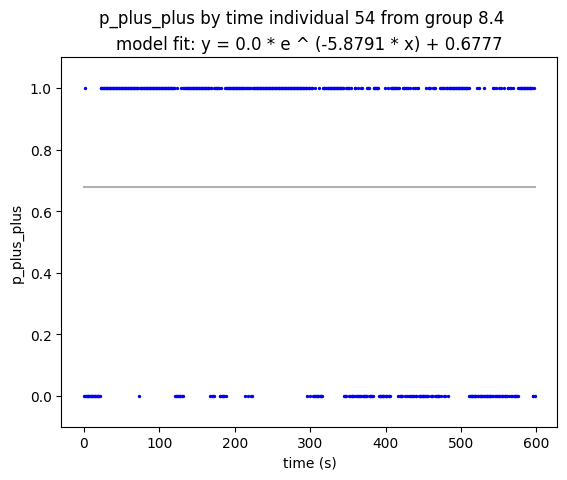 p_plus_plus by time individual 54 from group 8.4
model fit: y = 0.0 * e ^ (-5.8791 * x) + 0.6777
1.0
0.8
0.6
0.4
0.2
0.0
p_plus_plus
0 100 200 300 400 500 600
time (s)